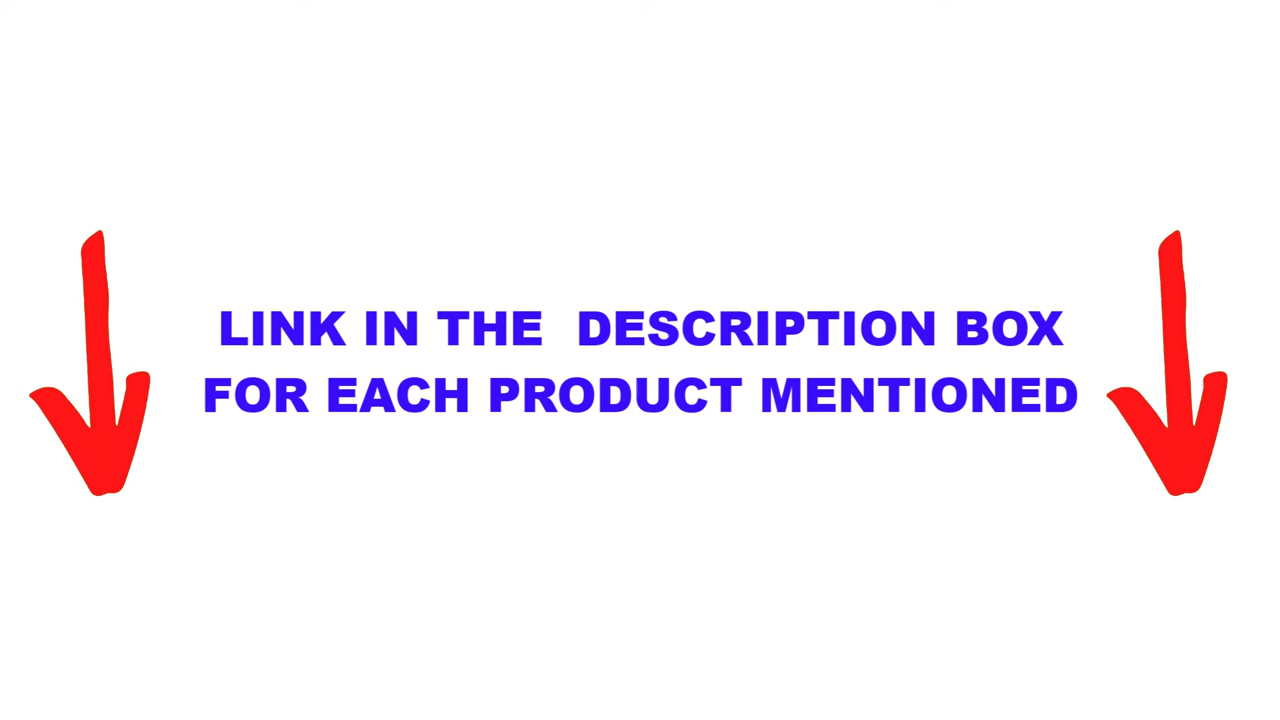 LINK IN THE  DESCRIPTION BOX
FOR EACH PRODUCT MENTIONED